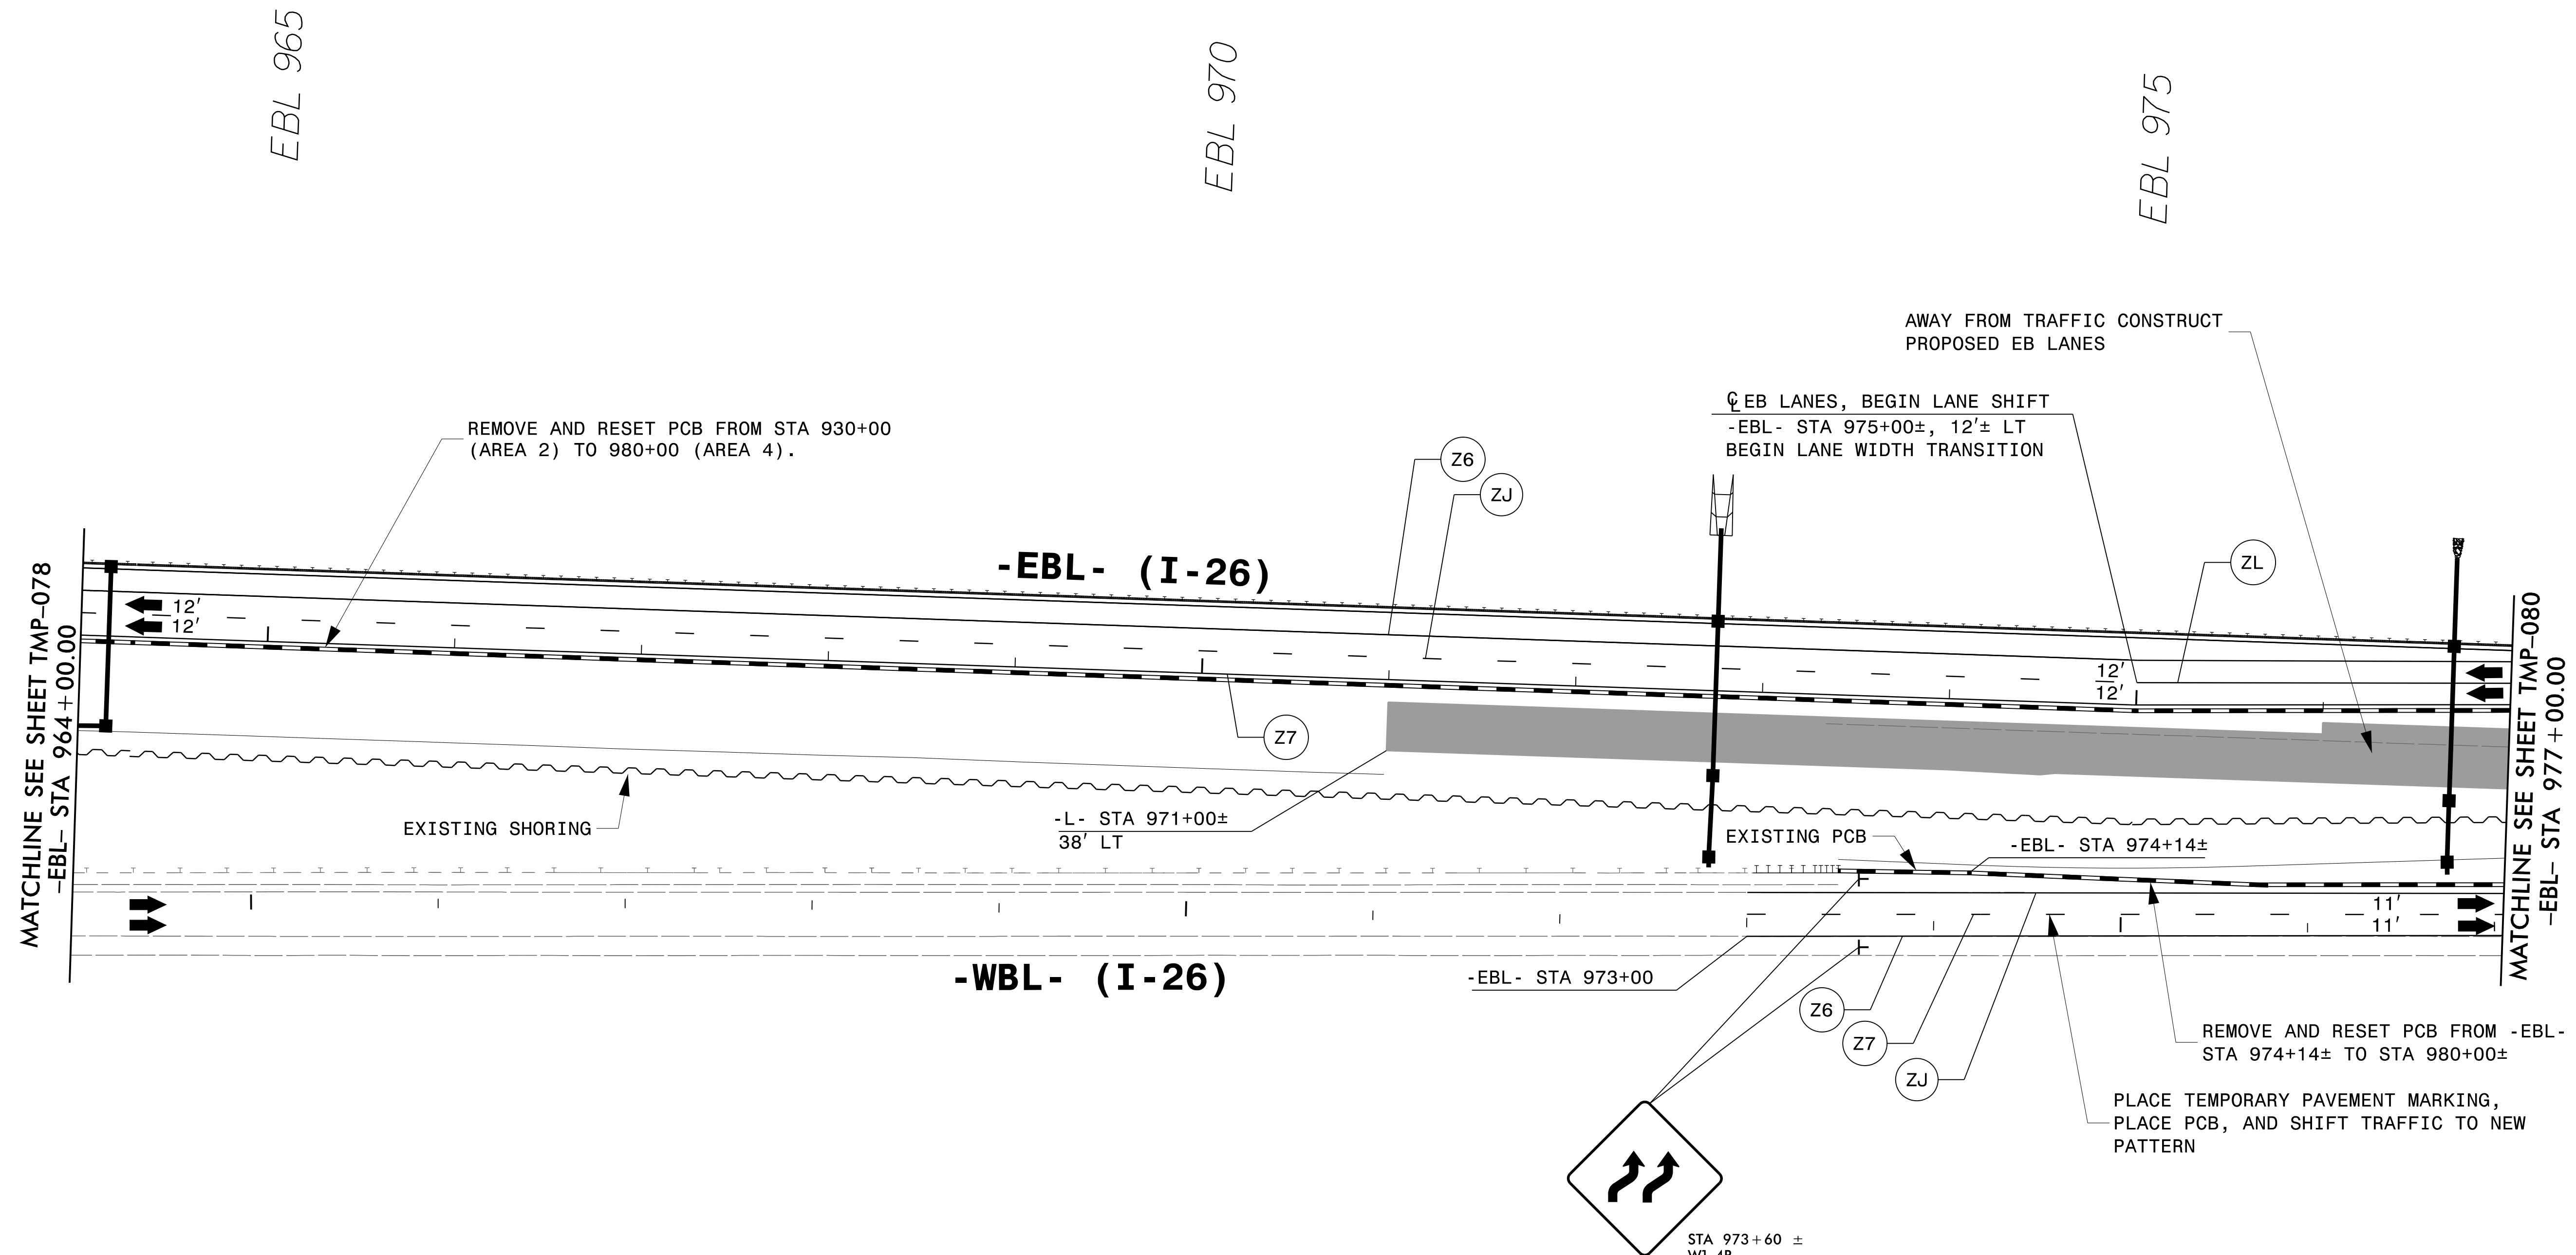 EBL 965
EBL 970
EBL 975
AWAY FROM TRAFFIC CONSTRUCT
PROPOSED EB LANES
℄ EB LANES, BEGIN LANE SHIFT
-EBL- STA 975+00±, 12'± LT
BEGIN LANE WIDTH TRANSITION
REMOVE AND RESET PCB FROM STA 930+00
(AREA 2) TO 980+00 (AREA 4).
Z6
ZJ
ZL
-EBL- (I-26)
MATCHLINE SEE SHEET TMP-078
-EBL- STA 964+00.00
12'
12'
12'
12'
MATCHLINE SEE SHEET TMP-080
-EBL- STA 977+00.00
Z7
EXISTING SHORING
-L- STA 971+00±
38' LT
EXISTING PCB
-EBL- STA 974+14±
11'
11'
-WBL- (I-26)
-EBL- STA 973+00
Z6
Z7
ZJ
REMOVE AND RESET PCB FROM -EBL-
STA 974+14± TO STA 980+00±
PLACE TEMPORARY PAVEMENT MARKING,
PLACE PCB, AND SHIFT TRAFFIC TO NEW
PATTERN
STA 973+60 ±